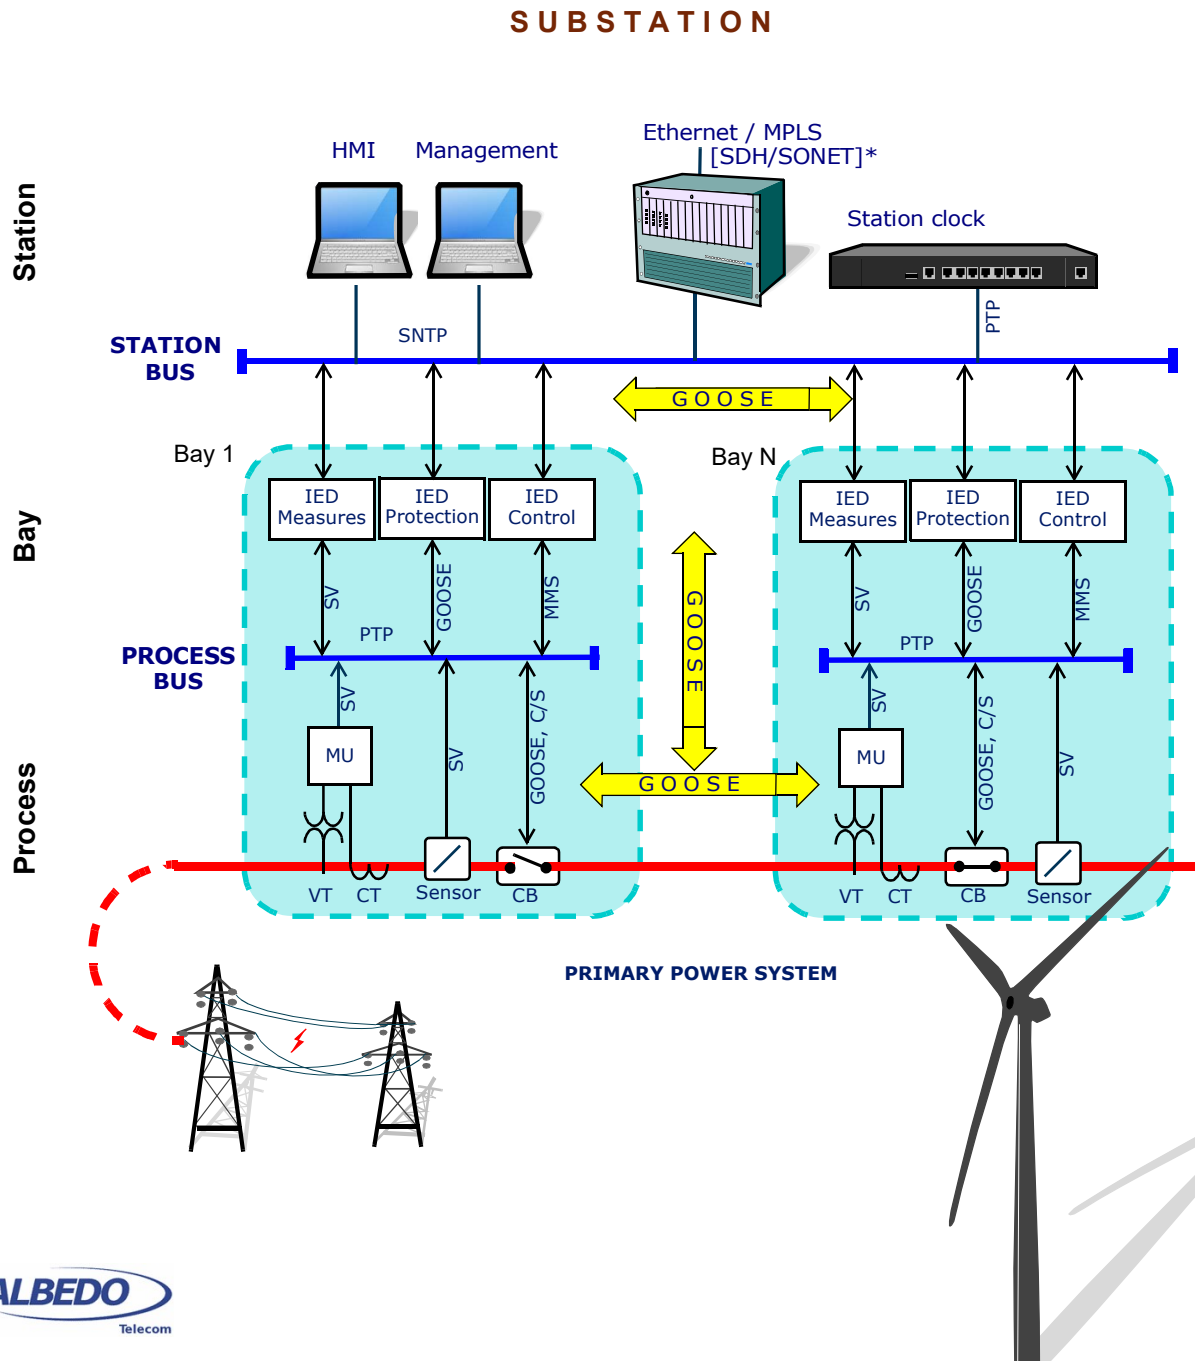 SUBSTATION
Ethernet / MPLS
[SDH/SONET]*
HMI
Management
Station clock
Station
PTP
SNTP
STATION
BUS
GOOSE
Bay 1
Bay N
Bay
IED
Measures
IED
Protection
IED
Control
IED
Measures
IED
Protection
IED
Control
SV
GOOSE
MMS
GOOSE
SV
GOOSE
MMS
PTP
PTP
PROCESS
BUS
SV
SV
GOOSE, C/S
SV
GOOSE, C/S
SV
MU
MU
GOOSE
Process
VT
CT
Sensor
CB
VT
CT
CB
Sensor
PRIMARY POWER SYSTEM
ALBEDO
Telecom